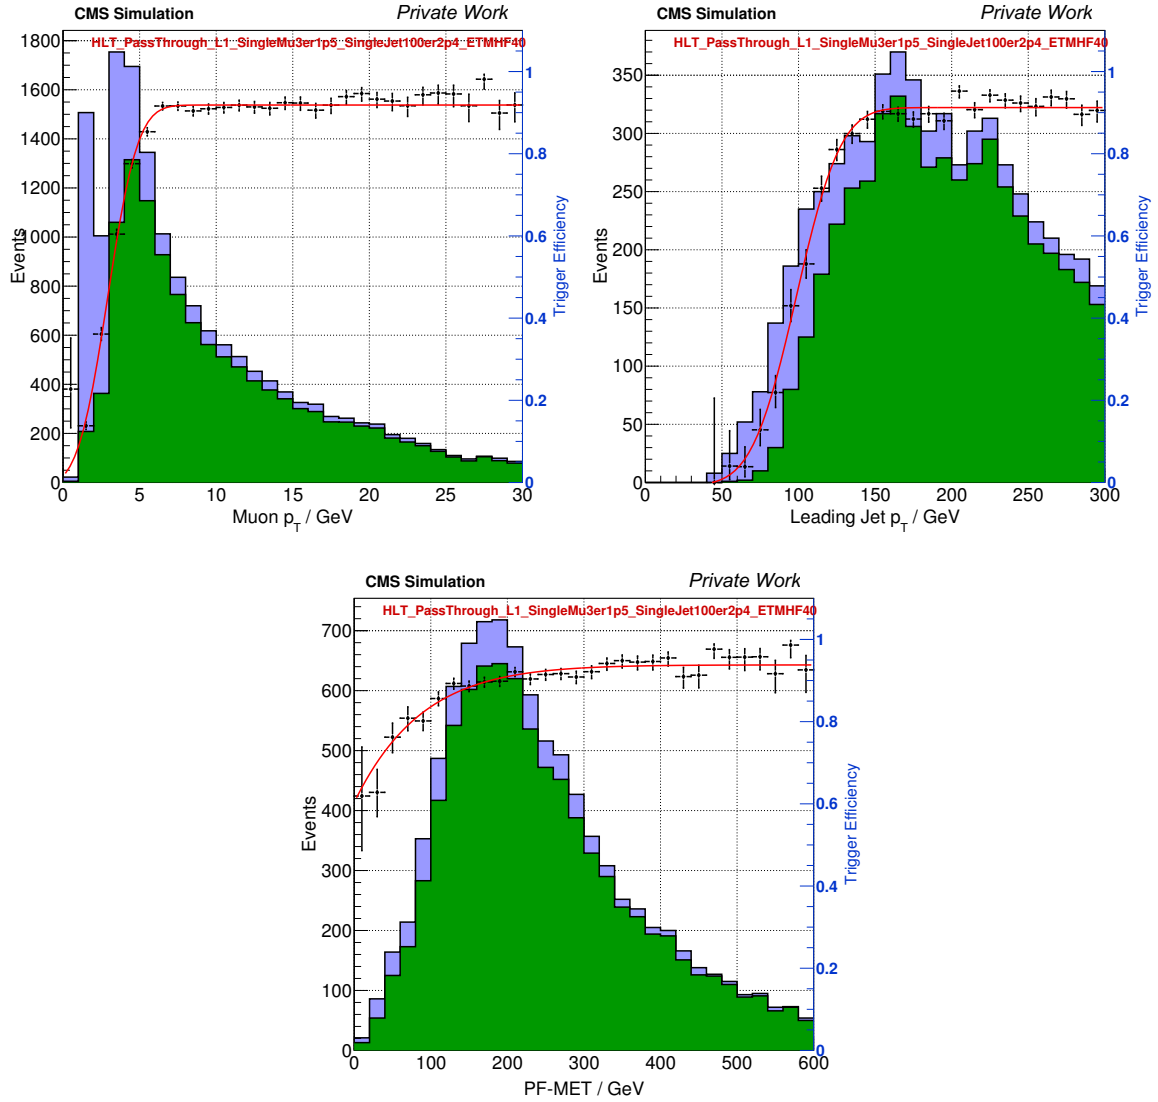 CMS Simulation Private Work
HLT_PassThrough_L1_SingleMu3er1p5_SingleJet100er2p4_ETMHF40
Events
1800
1600
1400
1200
1000
800
600
400
200
0
Trigger Efficiency
1
0.8
0.6
0.4
0.2
0
0 5 10 15 20 25 30
Muon pT / GeV
CMS Simulation Private Work
HLT_PassThrough_L1_SingleMu3er1p5_SingleJet100er2p4_ETMHF40
Events
350
300
250
200
150
100
50
0
Trigger Efficiency
1
0.8
0.6
0.4
0.2
0
0 50 100 150 200 250 300
Leading Jet pT / GeV
CMS Simulation Private Work
HLT_PassThrough_L1_SingleMu3er1p5_SingleJet100er2p4_ETMHF40
Events
700
600
500
400
300
200
100
0
Trigger Efficiency
1
0.8
0.6
0.4
0.2
0
0 100 200 300 400 500 600
PF-MET / GeV